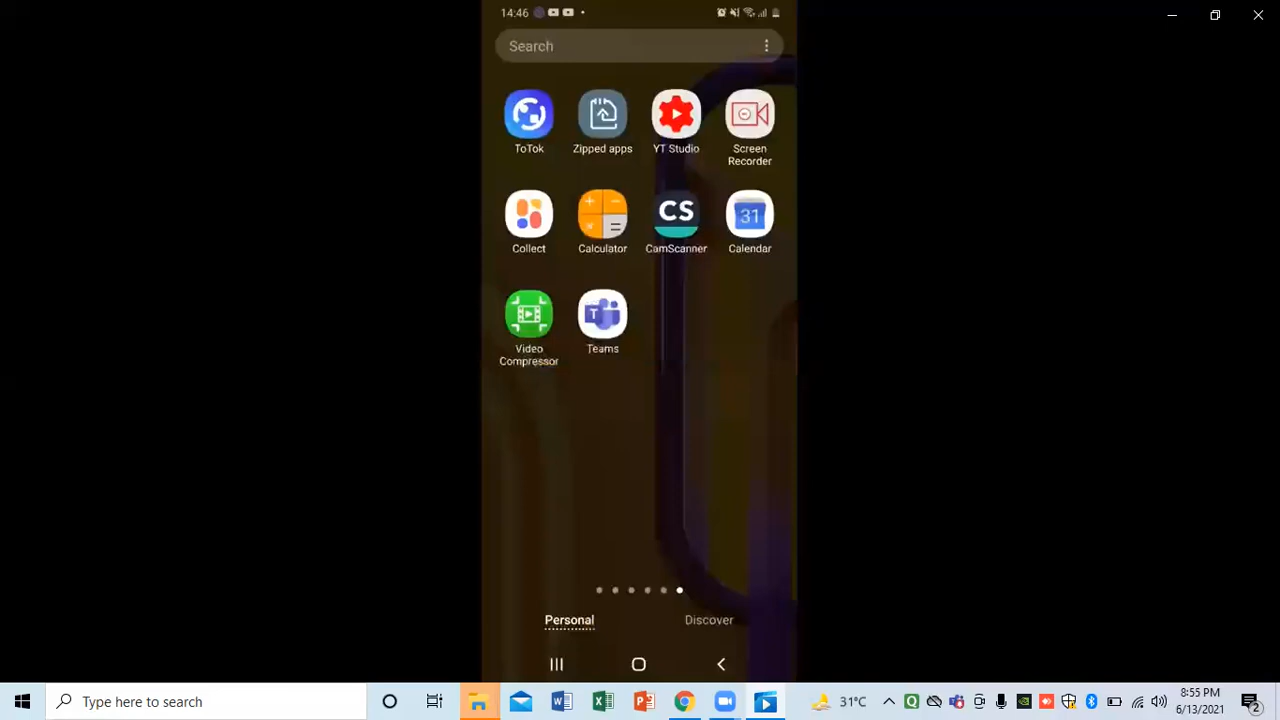 14:46
Search
ToTok
Zipped apps
YT Studio
Screen
Recorder
CS
31
Collect
Calculator
CamScanner
Calendar
T
Video
Compressor
Teams
Personal
Discover
Type here to search
31°C
8:55 PM
6/13/2021
2